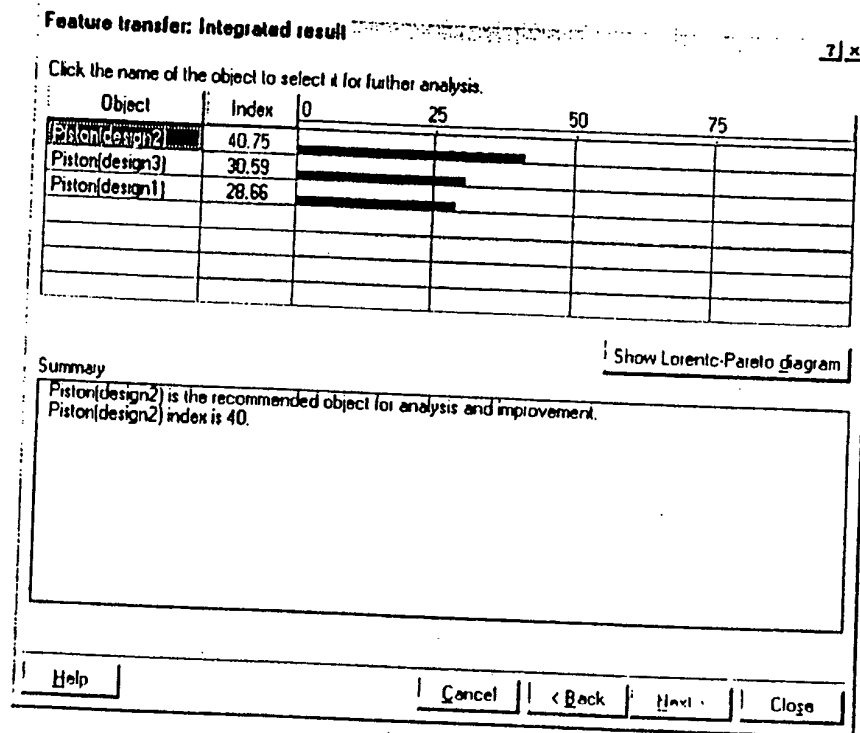 Feature transfer: Integrated result
? x
Click the name of the object to select it for further analysis.
Object Index 0 25 50 75
Piston(design2) 40.75
Piston(design3) 30.59
Piston(design1) 28.66
Show Lorentc-Pareto diagram
Summary
Piston(design2) is the recommended object for analysis and improvement.
Piston(design2) index is 40.
Help Cancel < Back Next > Close